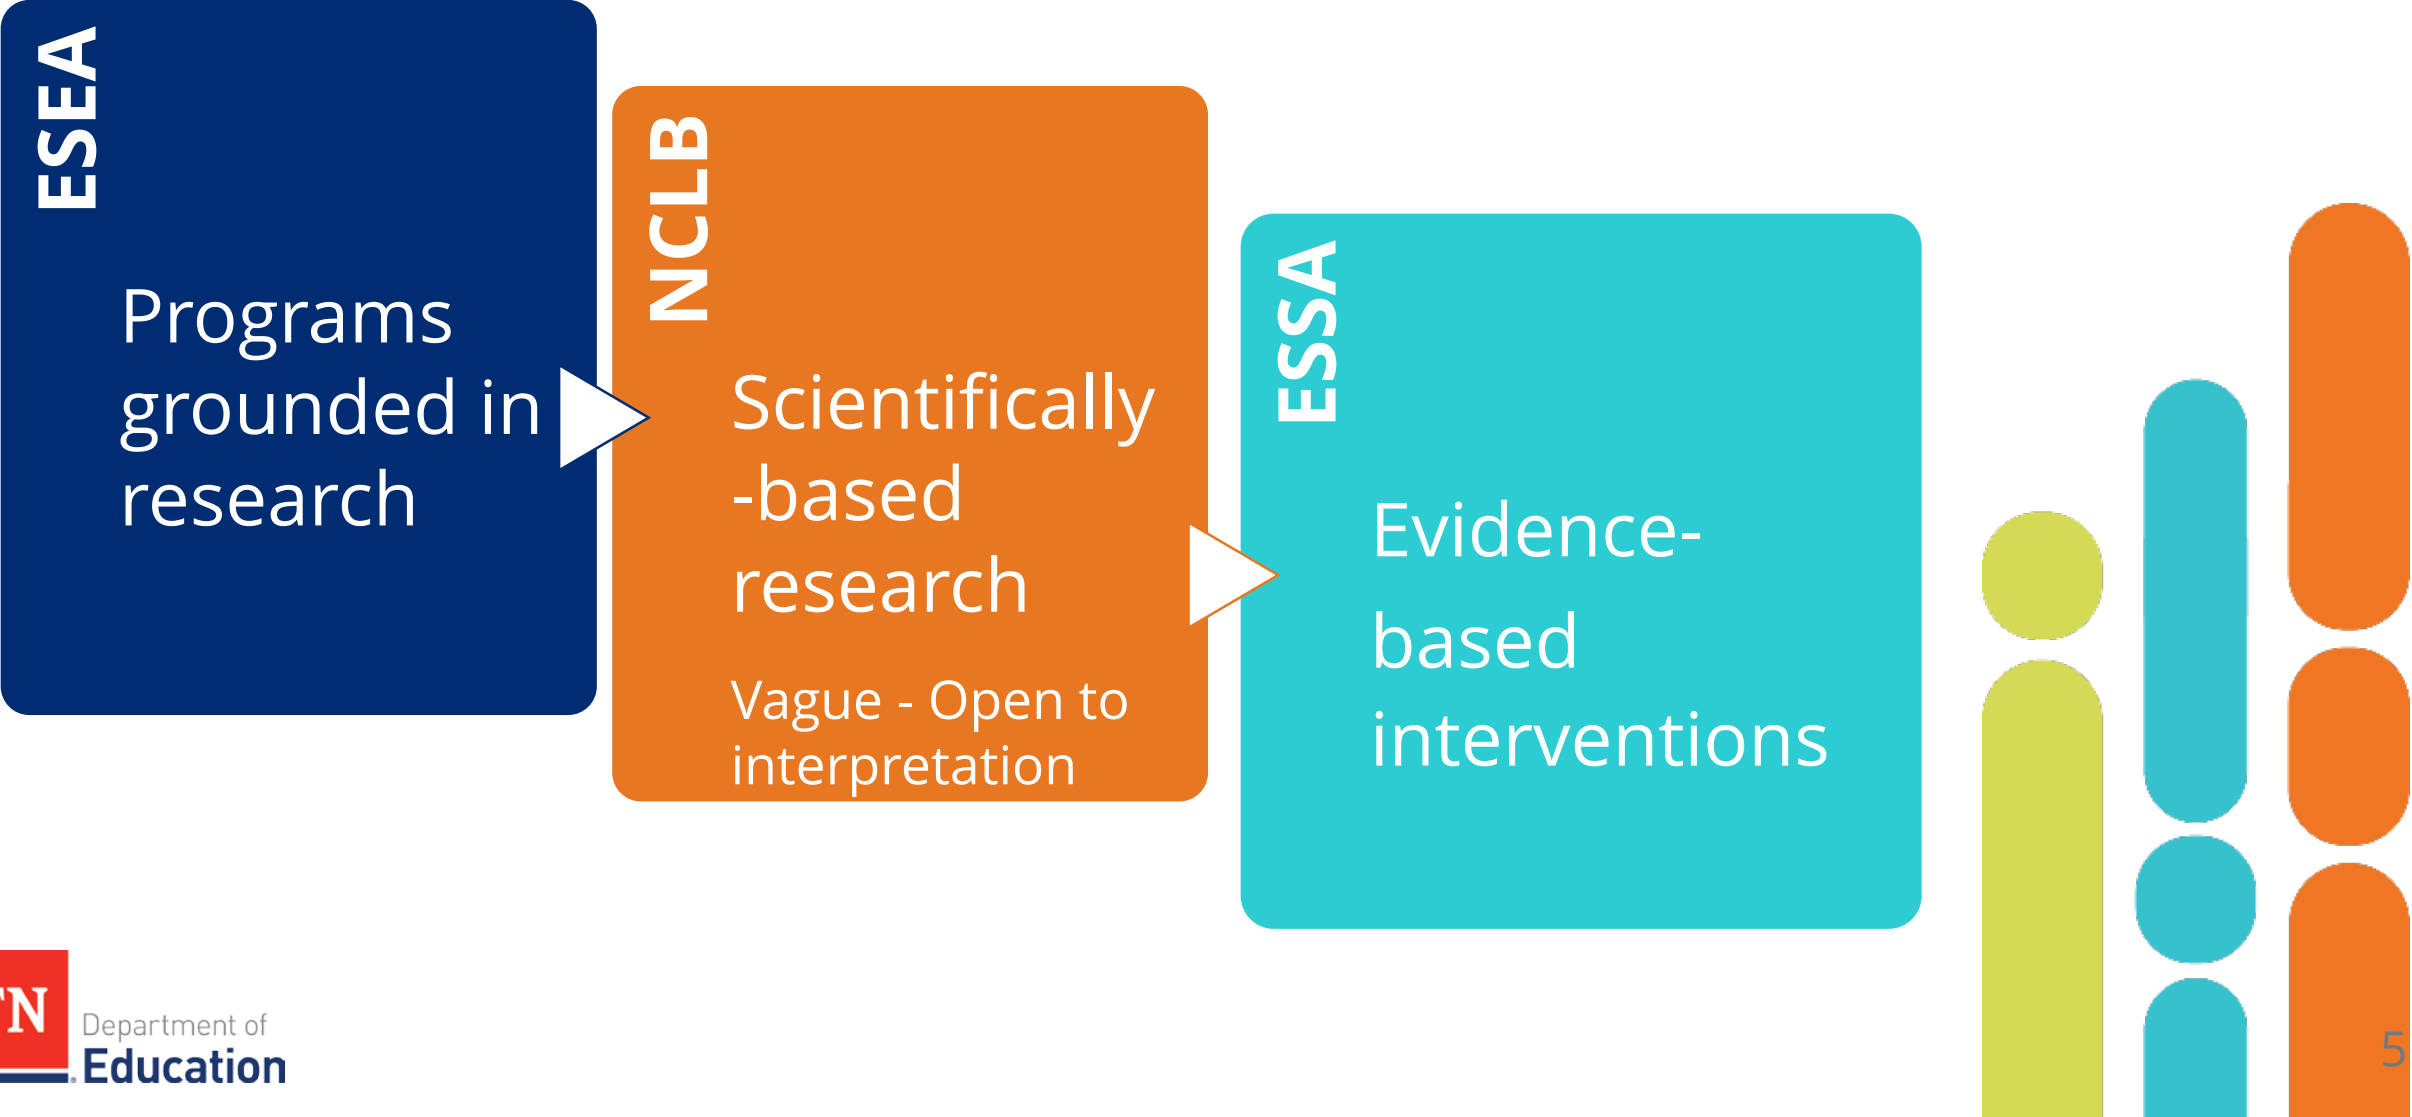 ESEA
Programs
grounded in
research
NCLB
Scientifically
-based
research
Vague - Open to
interpretation
ESSA
Evidence-
based
interventions
TN
Department of
Education
5